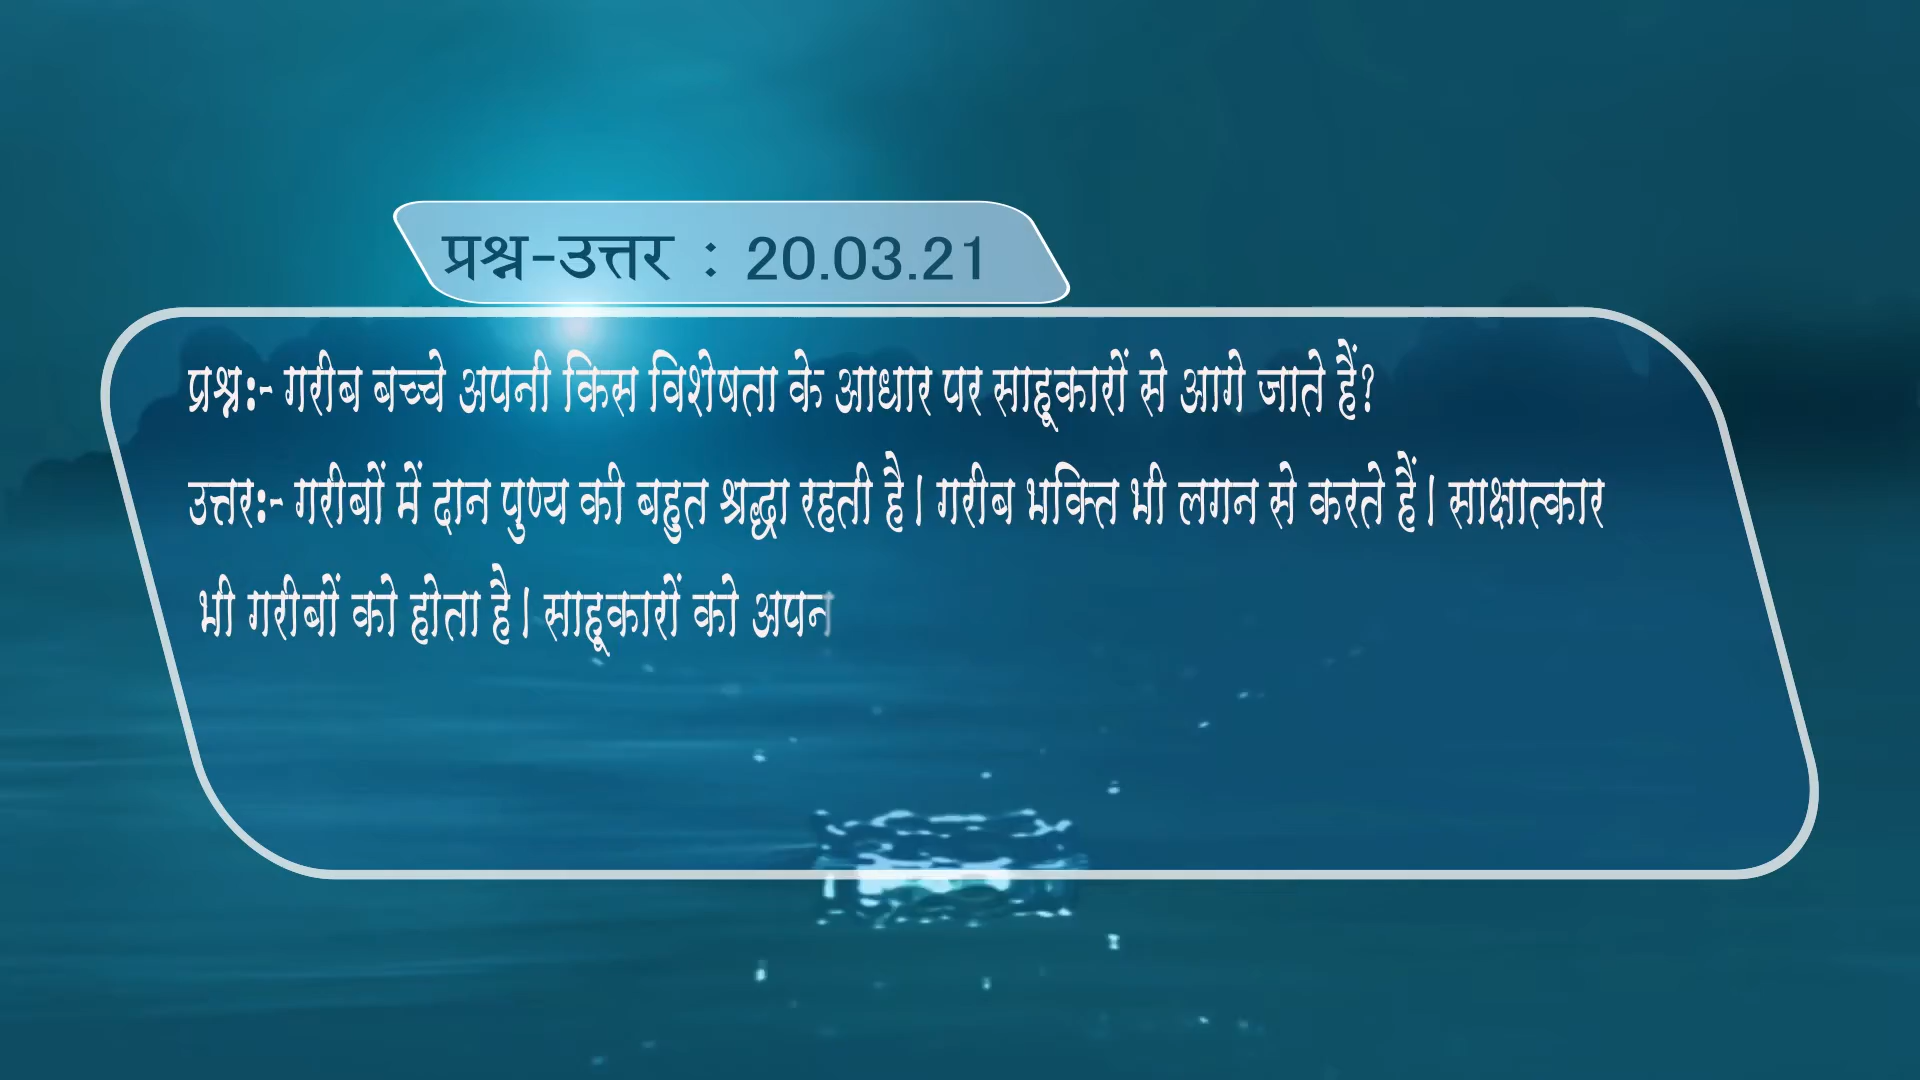 प्रश्न-उत्तर : 20.03.21
प्रश्न:- गरीब बच्चे अपनी किस विशेषता के आधार पर साहूकारों से आगे जाते हैं?
उत्तर:- गरीबों में दान पुण्य की बहुत श्रद्धा रहती है। गरीब भक्ति भी लगन से करते हैं। साक्षात्कार
भी गरीबों को होता है। साहूकारों को अपन